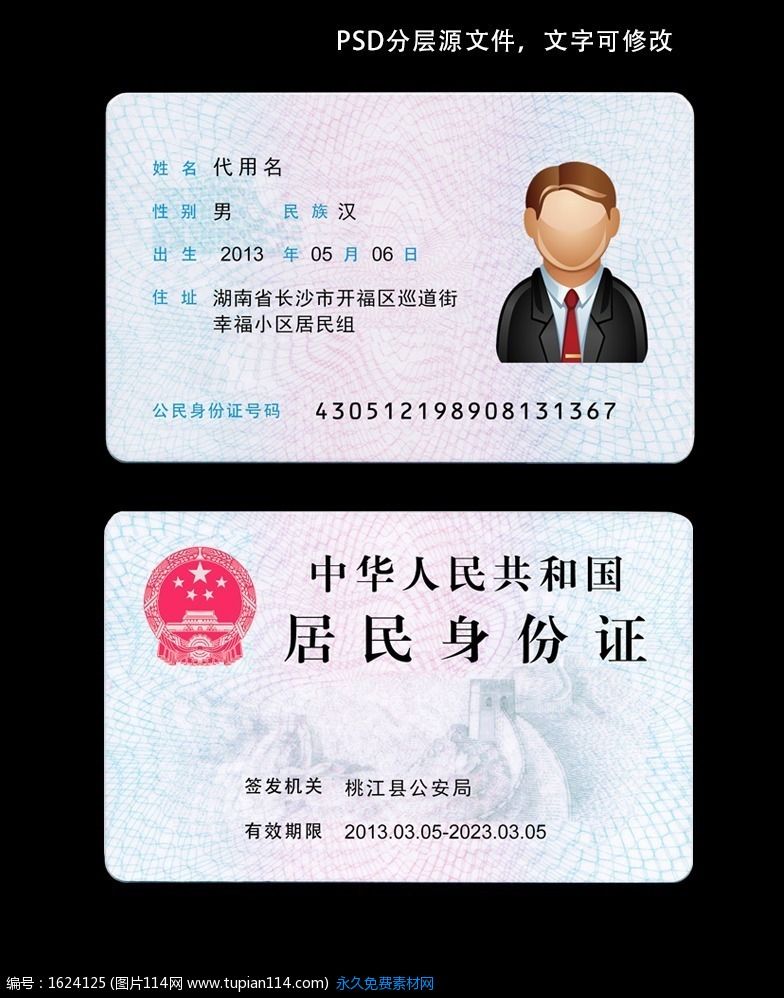 PSD分层源文件，文字可修改
姓 名 代用名
性 别 男 民 族 汉
出 生 2013 年 05 月 06 日
住 址 湖南省长沙市开福区巡道街
幸福小区居民组
公民身份证号码 430512198908131367
中华人民共和国
居民身份证
签发机关 桃江县公安局
有效期限 2013.03.05-2023.03.05
编号：1624125 (图片114网 www.tupian114.com) 永久免费素材网